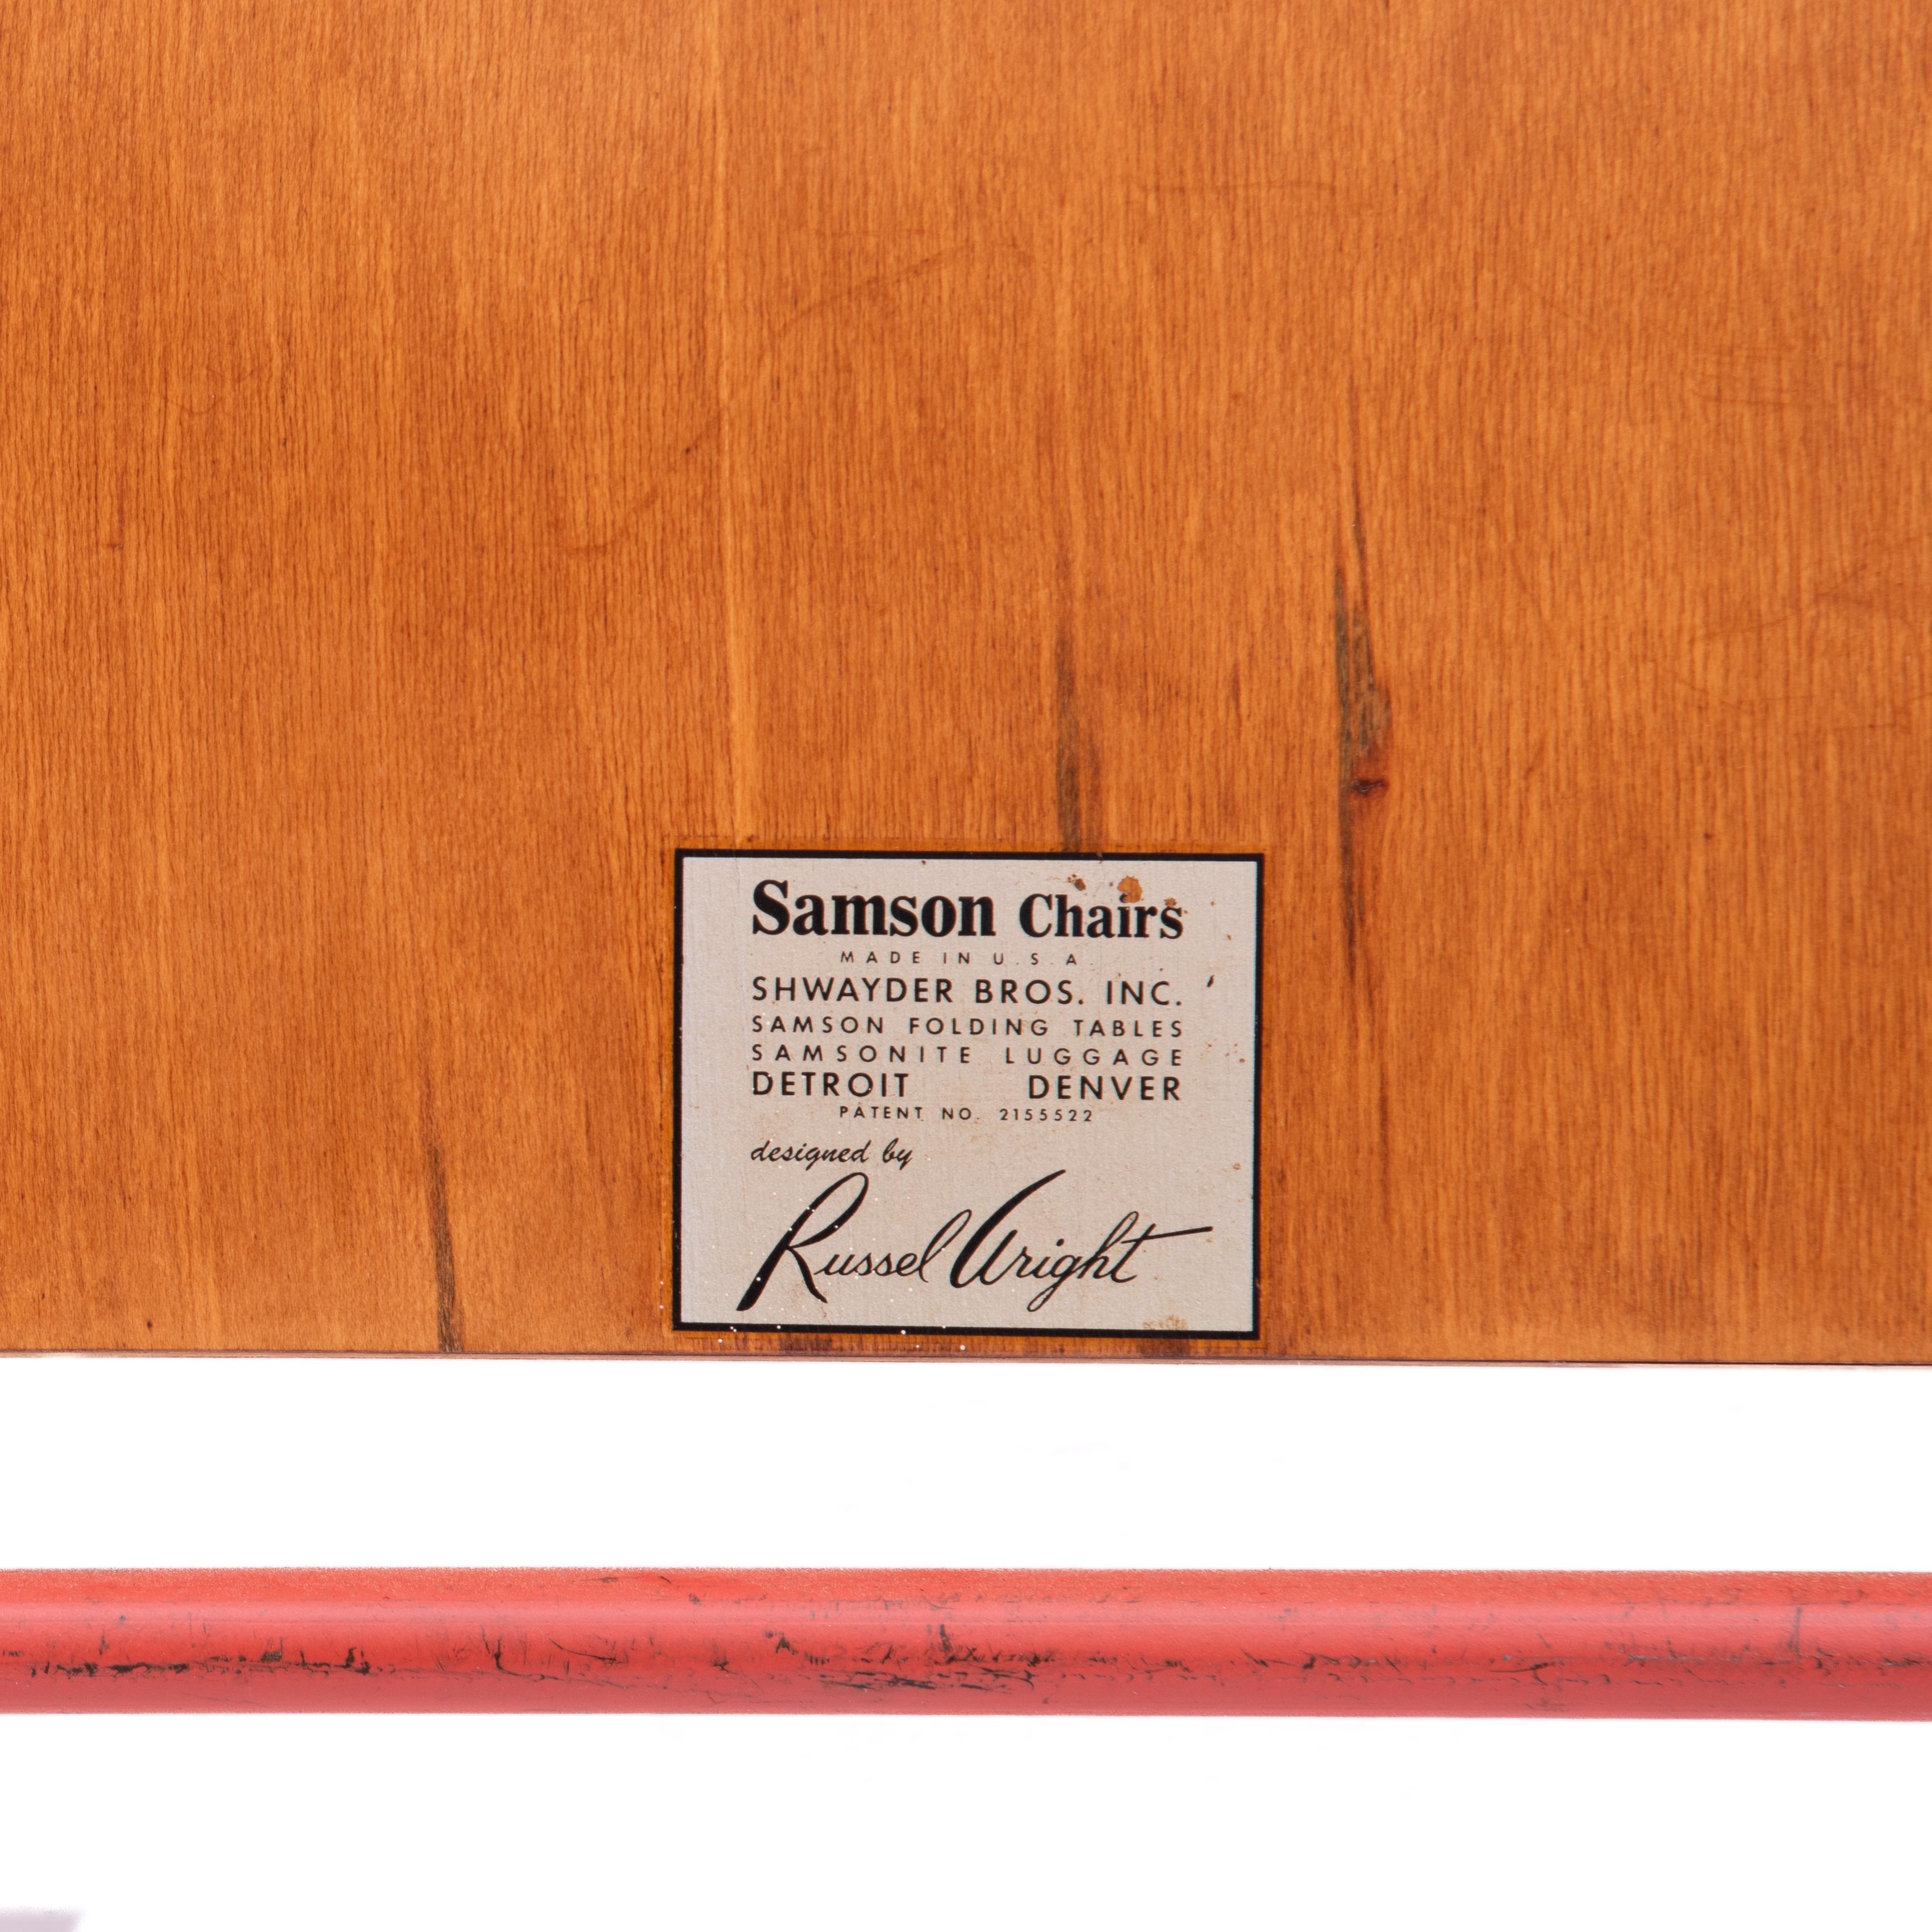 Samson Chairs
MADE IN U.S.A
SHWAYDER BROS. INC.
SAMSON FOLDING TABLES
SAMSONITE LUGGAGE
DETROIT DENVER
PATENT NO. 2155522
designed by
Russel Wright